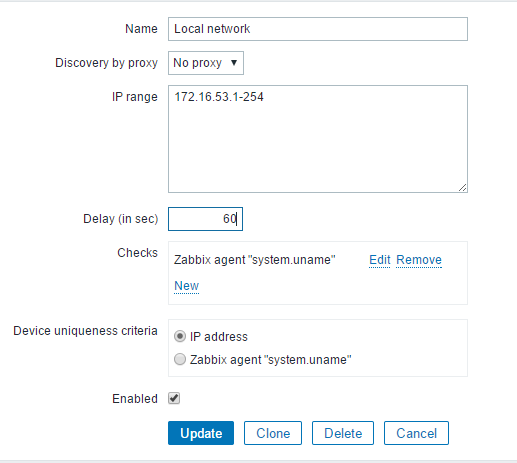 Name Local network
Discovery by proxy No proxy
IP range 172.16.53.1-254
Delay (in sec) 60
Checks Zabbix agent "system.uname" Edit Remove
New
Device uniqueness criteria IP address
Zabbix agent "system.uname"
Enabled
Update Clone Delete Cancel